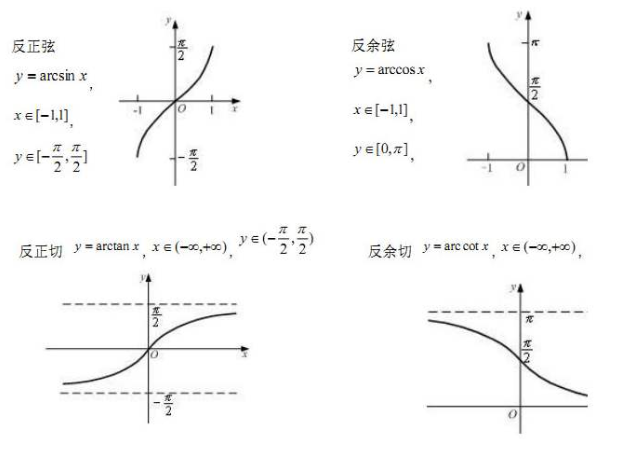 反正弦
y = arcsin x,
x∈[-1,1],
y∈[-π/2,π/2]
y
π/2
-1
O
1
x
-π/2
反余弦
y = arccos x,
x∈[-1,1],
y∈[0,π],
y
π
π/2
-1
O
1
反正切 y = arctan x, x∈(-∞,+∞), y∈(-π/2,π/2)
y
π/2
O
x
-π/2
反余切 y = arc cot x, x∈(-∞,+∞),
y
π
π/2
O